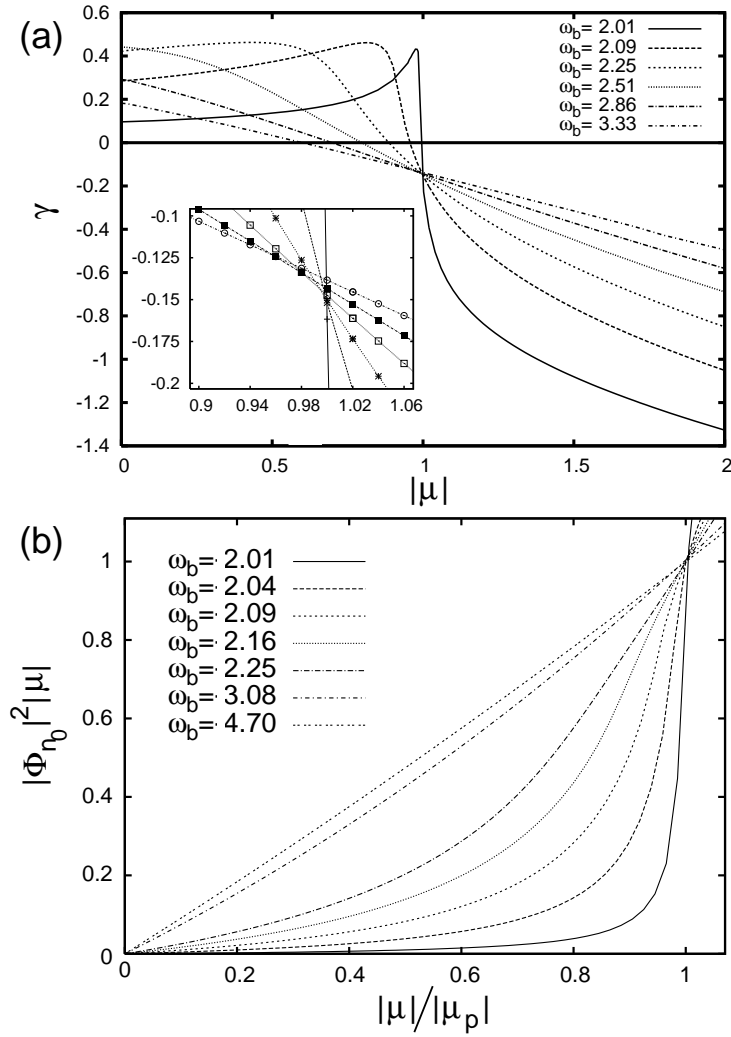 (a)
0.6
0.4
0.2
0
-0.2
-0.4
-0.6
-0.8
-1
-1.2
-1.4
γ
ω_b= 2.01
ω_b= 2.09
ω_b= 2.25
ω_b= 2.51
ω_b= 2.86
ω_b= 3.33
-0.1
-0.125
-0.15
-0.175
-0.2
0.9 0.94 0.98 1.02 1.06
0 0.5 1 1.5 2
|μ|
(b)
1
0.8
0.6
0.4
0.2
0
|Φ_{η_0}|^2|μ|
ω_b= 2.01
ω_b= 2.04
ω_b= 2.09
ω_b= 2.16
ω_b= 2.25
ω_b= 3.08
ω_b= 4.70
0 0.2 0.4 0.6 0.8 1
|μ|/|μ_p|